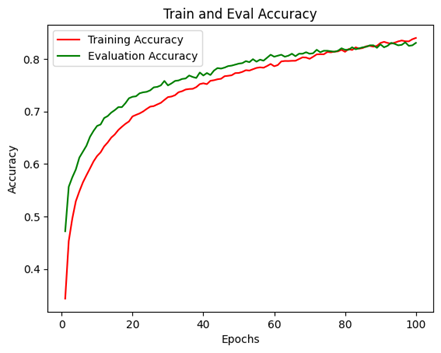 Train and Eval Accuracy
Training Accuracy
Evaluation Accuracy
Accuracy
0.8
0.7
0.6
0.5
0.4
0 20 40 60 80 100
Epochs